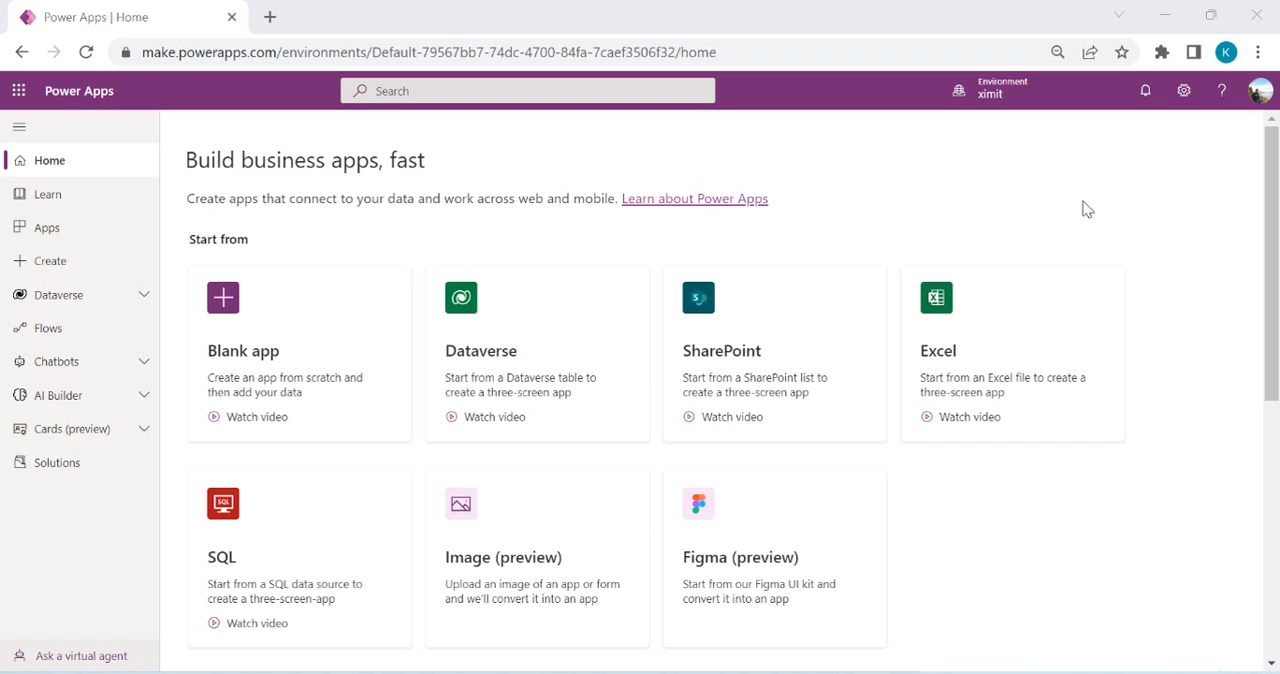 Power Apps | Home
make.powerapps.com/environments/Default-79567bb7-74dc-4700-84fa-7caef3506f32/home
K
Power Apps
Search
Environment
ximit
Home
Learn
Apps
Create
Dataverse
Flows
Chatbots
AI Builder
Cards (preview)
Solutions
Ask a virtual agent
Build business apps, fast
Create apps that connect to your data and work across web and mobile. Learn about Power Apps
Start from
Blank app
Create an app from scratch and
then add your data
Watch video
Dataverse
Start from a Dataverse table to
create a three-screen app
Watch video
S
SharePoint
Start from a SharePoint list to
create a three-screen app
Watch video
X
Excel
Start from an Excel file to create a
three-screen app
Watch video
SQL
SQL
Start from a SQL data source to
create a three-screen-app
Watch video
Image (preview)
Upload an image of an app or form
and we'll convert it into an app
Figma (preview)
Start from our Figma UI kit and
convert it into an app